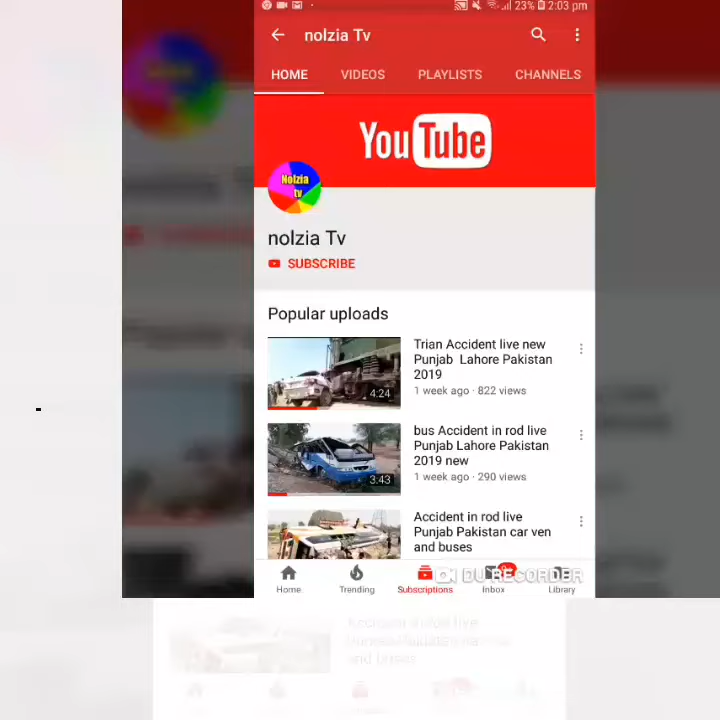 23% 2:03 pm
nolzia Tv
HOME VIDEOS PLAYLISTS CHANNELS
YouTube
Nolzia
tv
nolzia Tv
SUBSCRIBE
Popular uploads
Trian Accident live new
Punjab Lahore Pakistan
2019
1 week ago · 822 views
4:24
bus Accident in rod live
Punjab Lahore Pakistan
2019 new
1 week ago · 290 views
3:43
Accident in rod live
Punjab Pakistan car ven
and buses
DU RECORDER
Home Trending Subscriptions Inbox Library